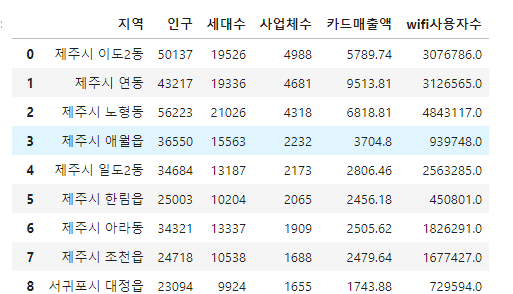 지역 인구 세대수 사업체수 카드매출액 wifi사용자수
0 제주시 이도2동 50137 19526 4988 5789.74 3076786.0
1 제주시 연동 43217 19336 4681 9513.81 3126565.0
2 제주시 노형동 56223 21026 4318 6818.81 4843117.0
3 제주시 애월읍 36550 15563 2232 3704.8 939748.0
4 제주시 일도2동 34684 13187 2173 2806.46 2563285.0
5 제주시 한림읍 25003 10204 2065 2456.18 450801.0
6 제주시 아라동 34321 13337 1909 2505.62 1826291.0
7 제주시 조천읍 24718 10538 1688 2479.64 1677427.0
8 서귀포시 대정읍 23094 9924 1655 1743.88 729594.0